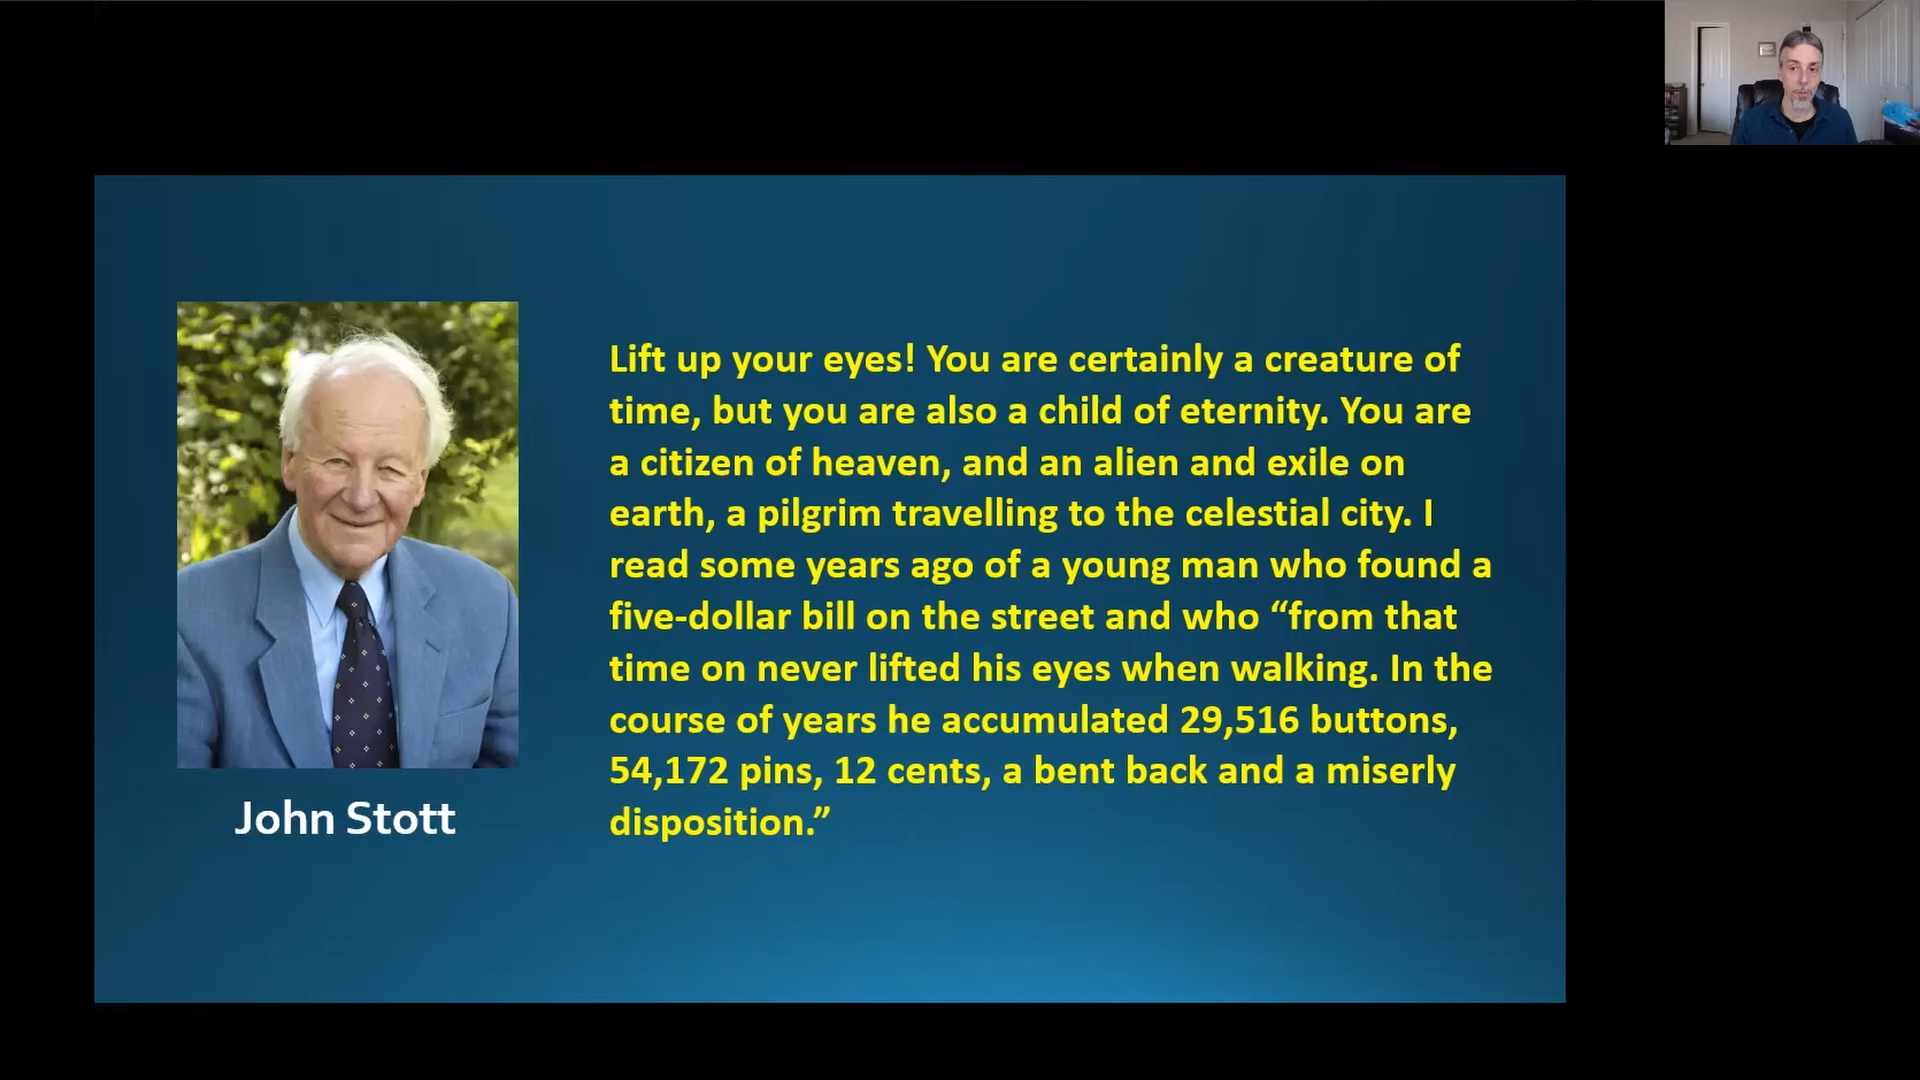 Lift up your eyes! You are certainly a creature of
time, but you are also a child of eternity. You are
a citizen of heaven, and an alien and exile on
earth, a pilgrim travelling to the celestial city. I
read some years ago of a young man who found a
five-dollar bill on the street and who “from that
time on never lifted his eyes when walking. In the
course of years he accumulated 29,516 buttons,
54,172 pins, 12 cents, a bent back and a miserly
disposition.”
John Stott